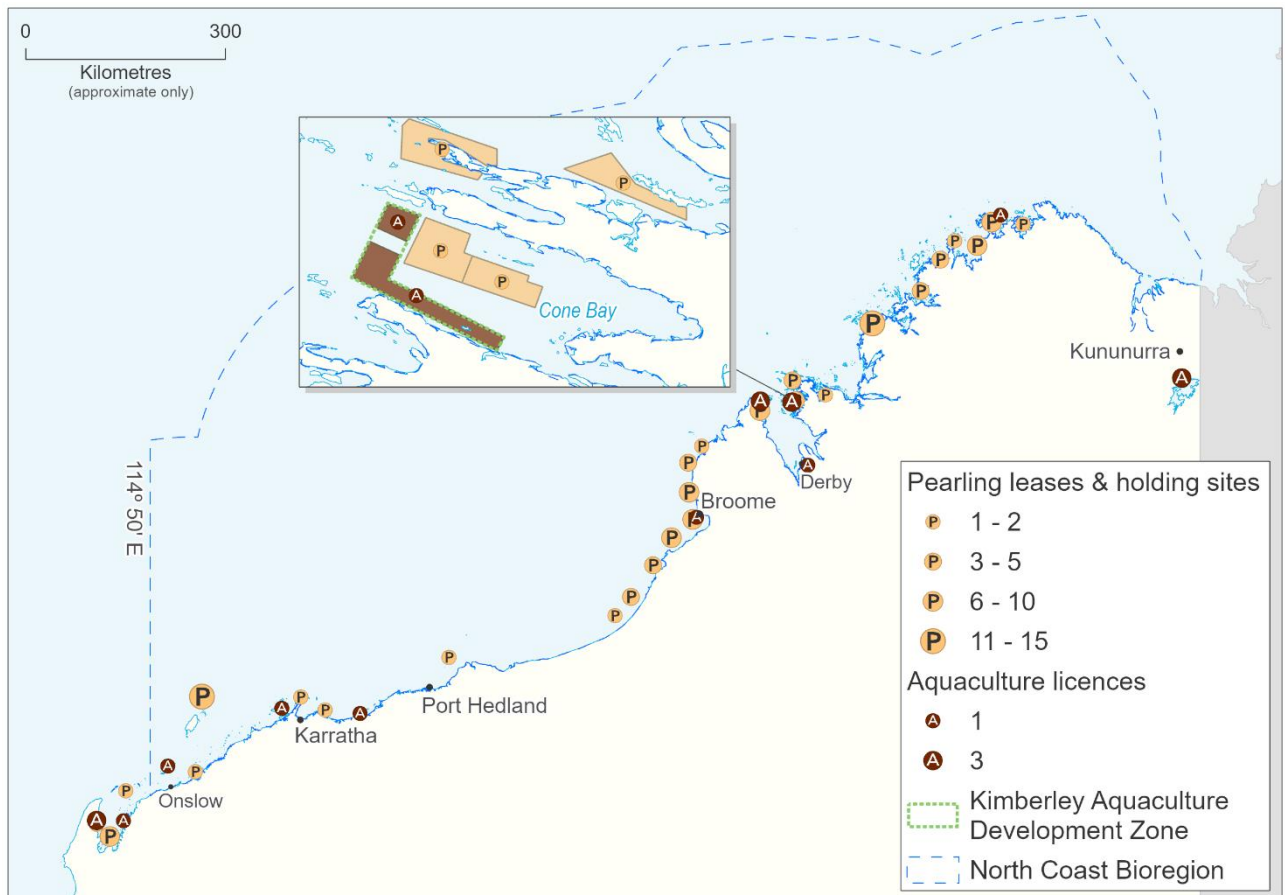 0 300
Kilometres
(approximate only)
P
P
A
P
P
A
Cone Bay
A
P
P
P
P
P
P
P
Kununurra
A
P
P
A
A
P
P
P
A
Derby
P
P
Broome
P
A
P
P
P
P
114° 50' E
P
Port Hedland
P
A
P
P
A
Karratha
A
P
Onslow
P
A
A
P
Pearling leases & holding sites
P 1 - 2
P 3 - 5
P 6 - 10
P 11 - 15
Aquaculture licences
A 1
A 3
Kimberley Aquaculture
Development Zone
North Coast Bioregion